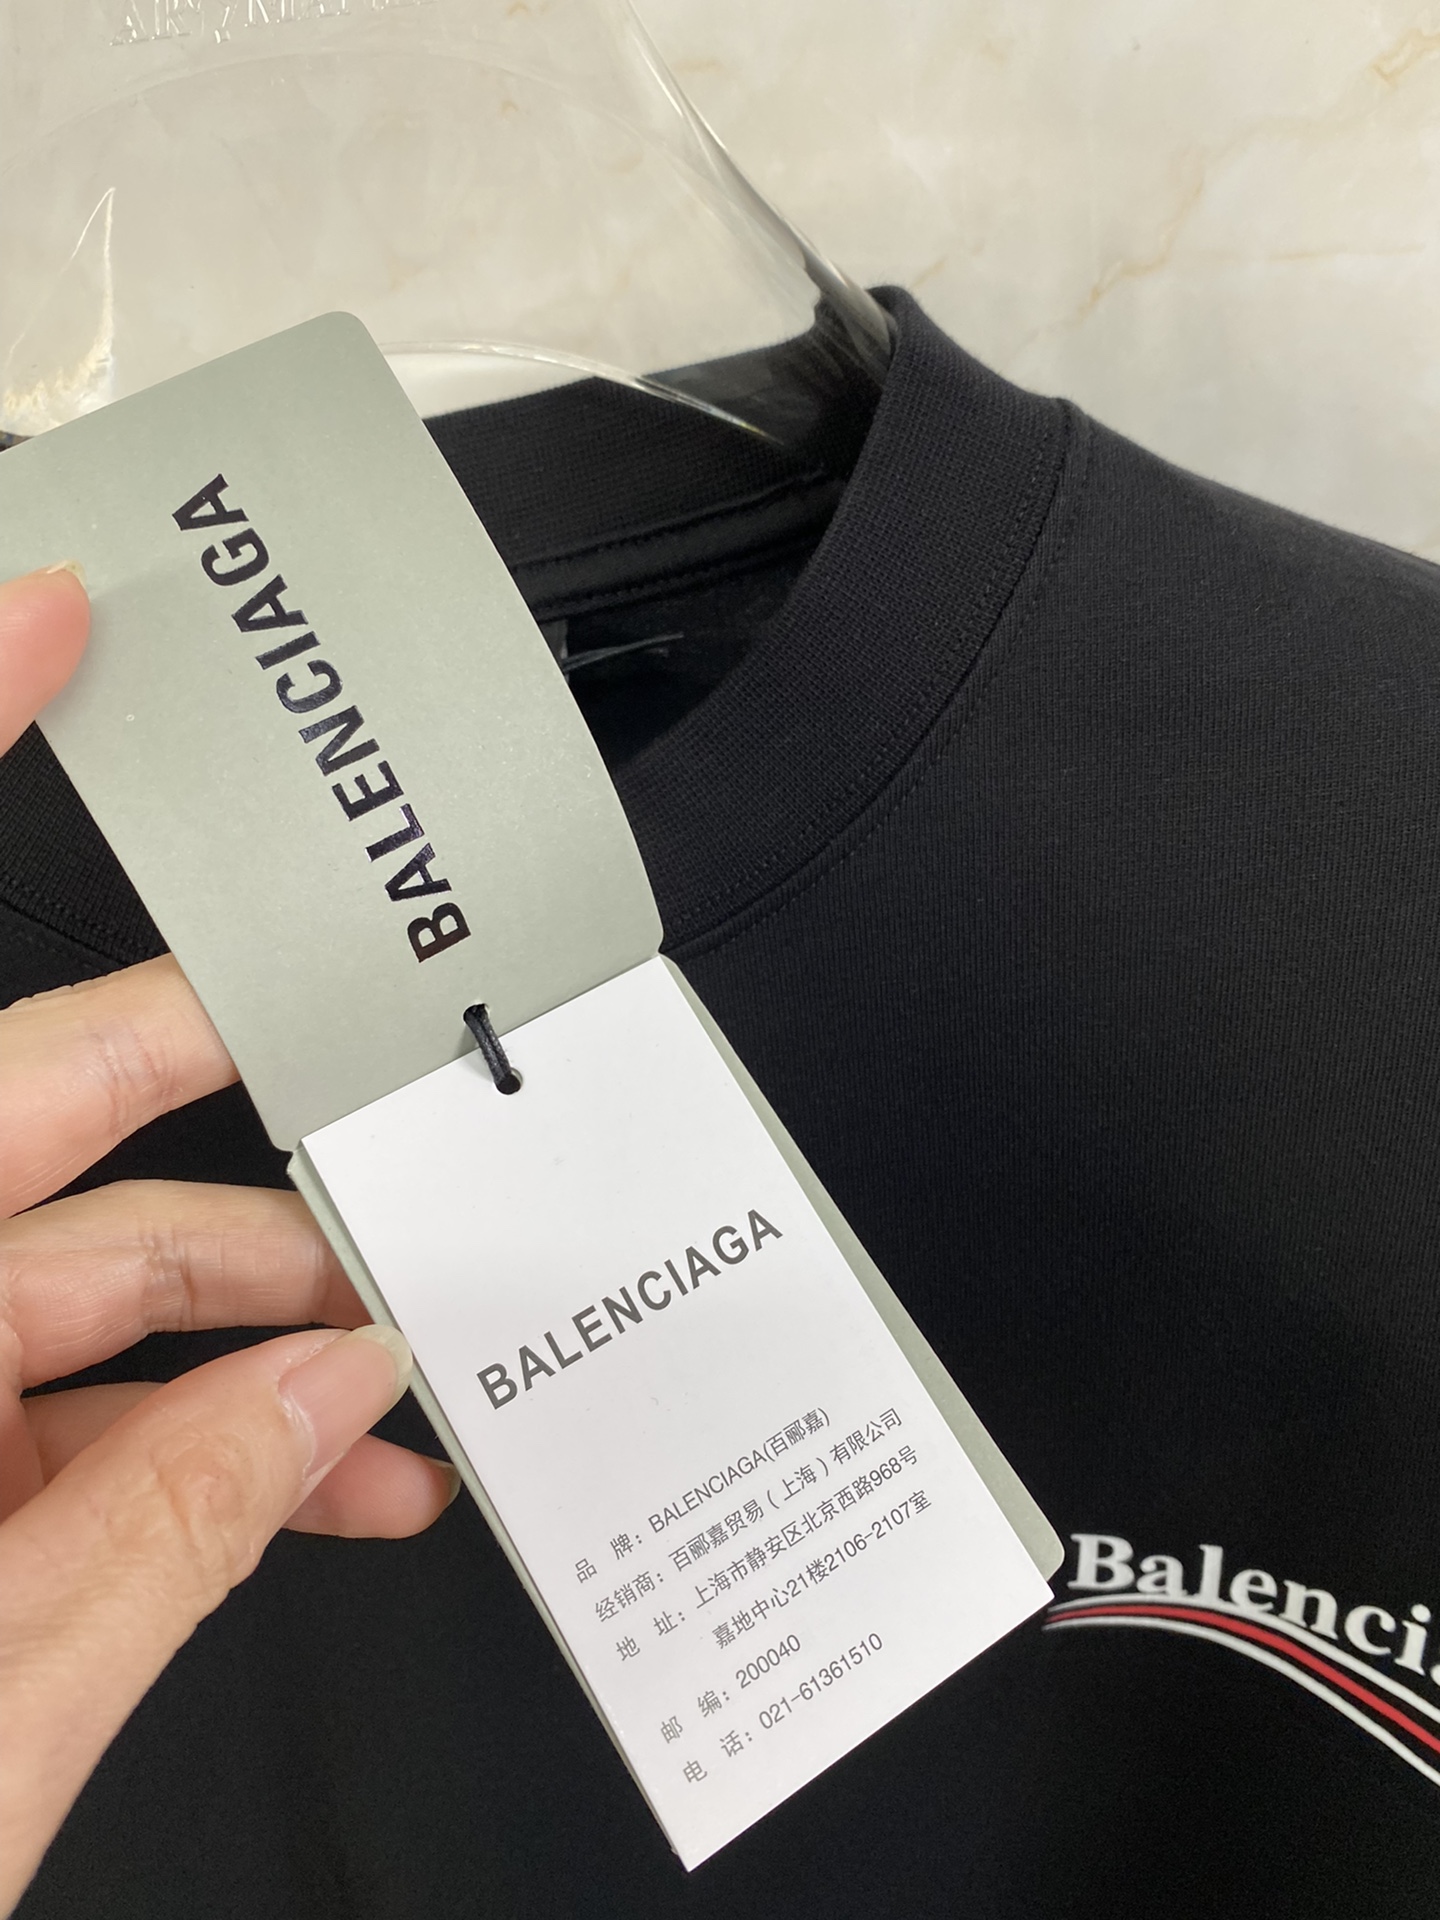 BALENCIAGA
BALENCIAGA
品 牌：BALENCIAGA(百郦嘉)
经销商：百郦嘉贸易（上海）有限公司
地 址：上海市静安区北京西路968号
嘉地中心21楼2106-2107室
邮 编：200040
电 话：021-61361510
Balencia